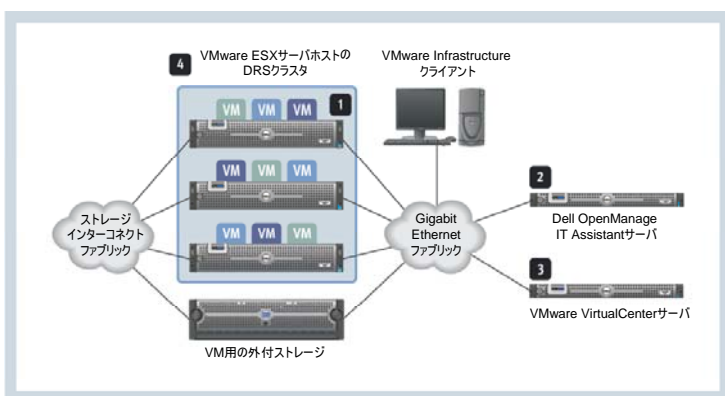 4
VMware ESXサーバホストの
DRSクラスタ
VMware Infrastructure
クライアント
1
VM VM VM
VM VM VM
VM VM VM
ストレージ
インターコネクト
ファブリック
Gigabit
Ethernet
ファブリック
2
Dell OpenManage
IT Assistantサーバ
3
VMware VirtualCenterサーバ
VM用の外付ストレージ